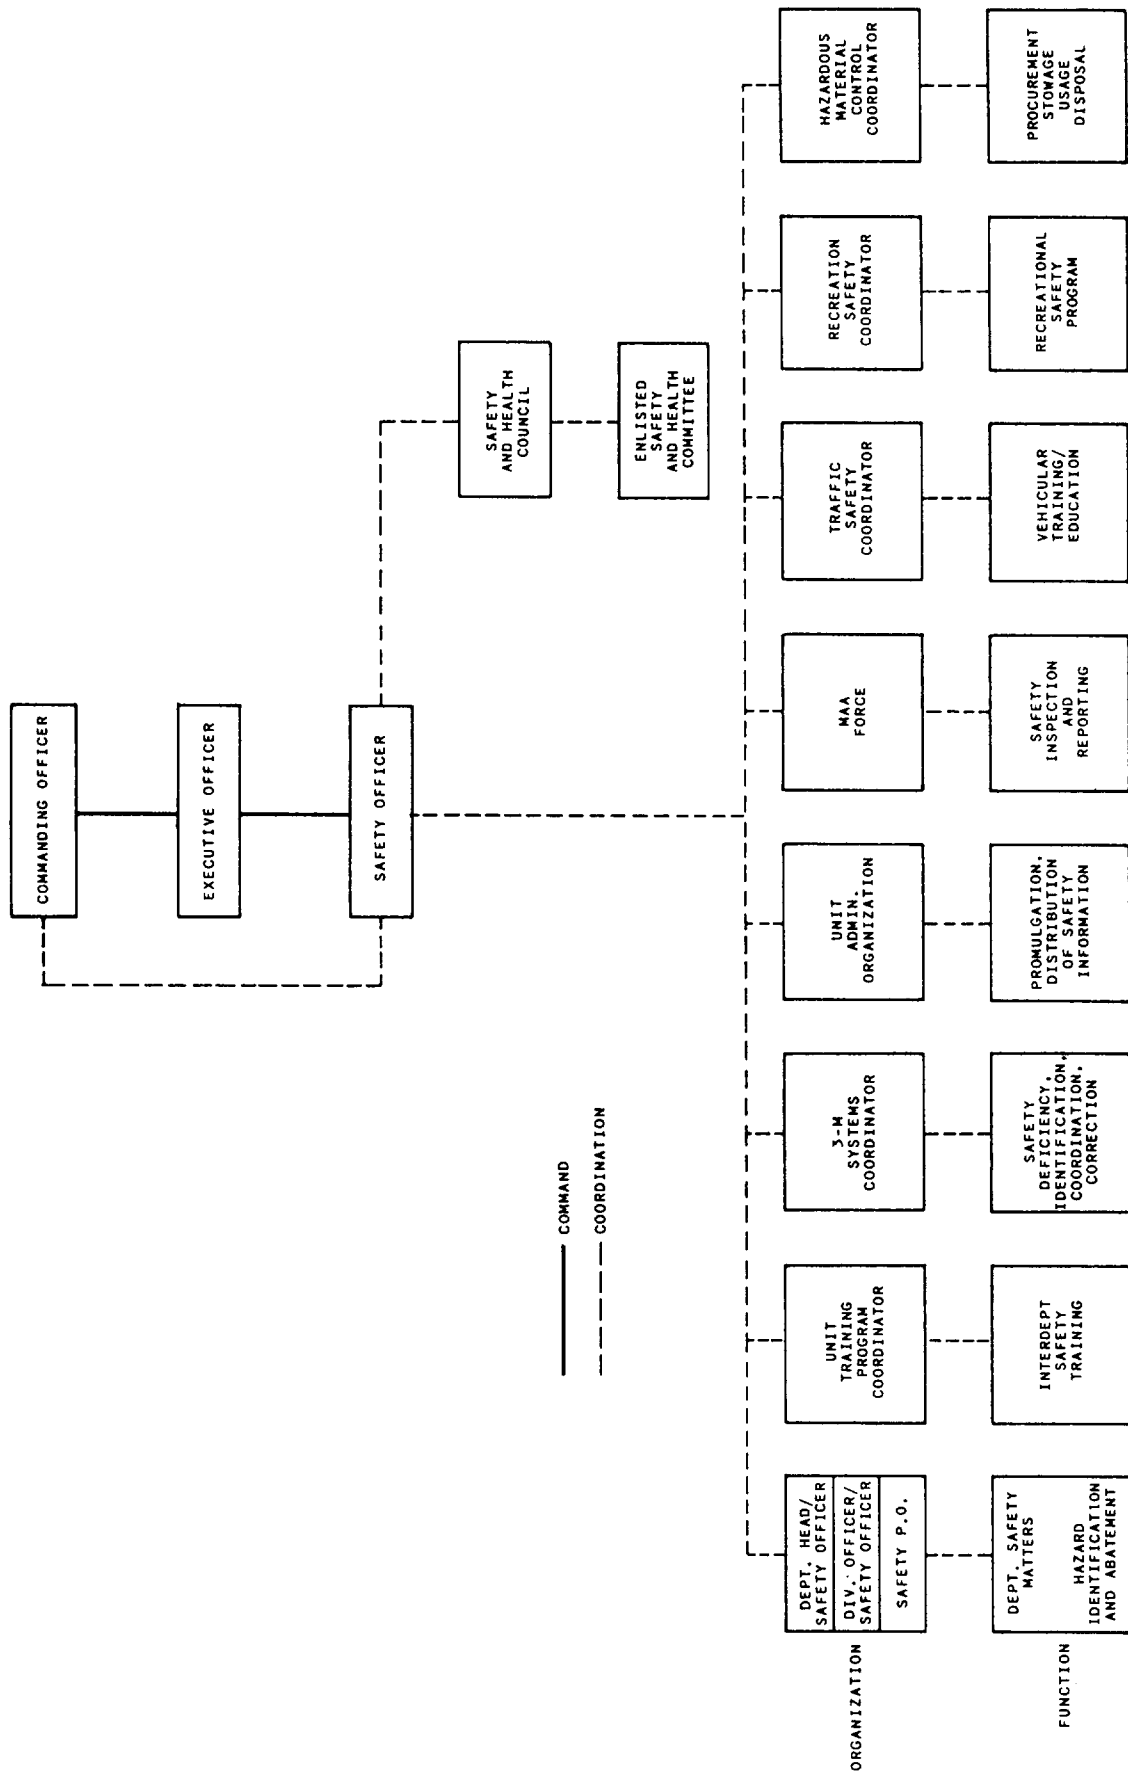 COMMANDING OFFICER
EXECUTIVE OFFICER
SAFETY OFFICER
SAFETY
AND HEALTH
COUNCIL
ENLISTED
SAFETY
AND HEALTH
COMMITTEE
COMMAND
COORDINATION
ORGANIZATION
DEPT. HEAD/
SAFETY OFFICER
DIV. OFFICER/
SAFETY OFFICER
SAFETY P.O.
UNIT
TRAINING
PROGRAM
COORDINATOR
3-M
SYSTEMS
COORDINATOR
UNIT
ADMIN.
ORGANIZATION
MAA
FORCE
TRAFFIC
SAFETY
COORDINATOR
RECREATION
SAFETY
COORDINATOR
HAZARDOUS
MATERIAL
CONTROL
COORDINATOR
FUNCTION
DEPT. SAFETY
MATTERS
HAZARD
IDENTIFICATION
AND ABATEMENT
INTERDEPT
SAFETY
TRAINING
SAFETY
DEFICIENCY,
IDENTIFICATION,
COORDINATION,
CORRECTION
PROMULGATION,
DISTRIBUTION
OF SAFETY
INFORMATION
SAFETY
INSPECTION
AND
REPORTING
VEHICULAR
TRAINING/
EDUCATION
RECREATIONAL
SAFETY
PROGRAM
PROCUREMENT
STOWAGE
USAGE
DISPOSAL